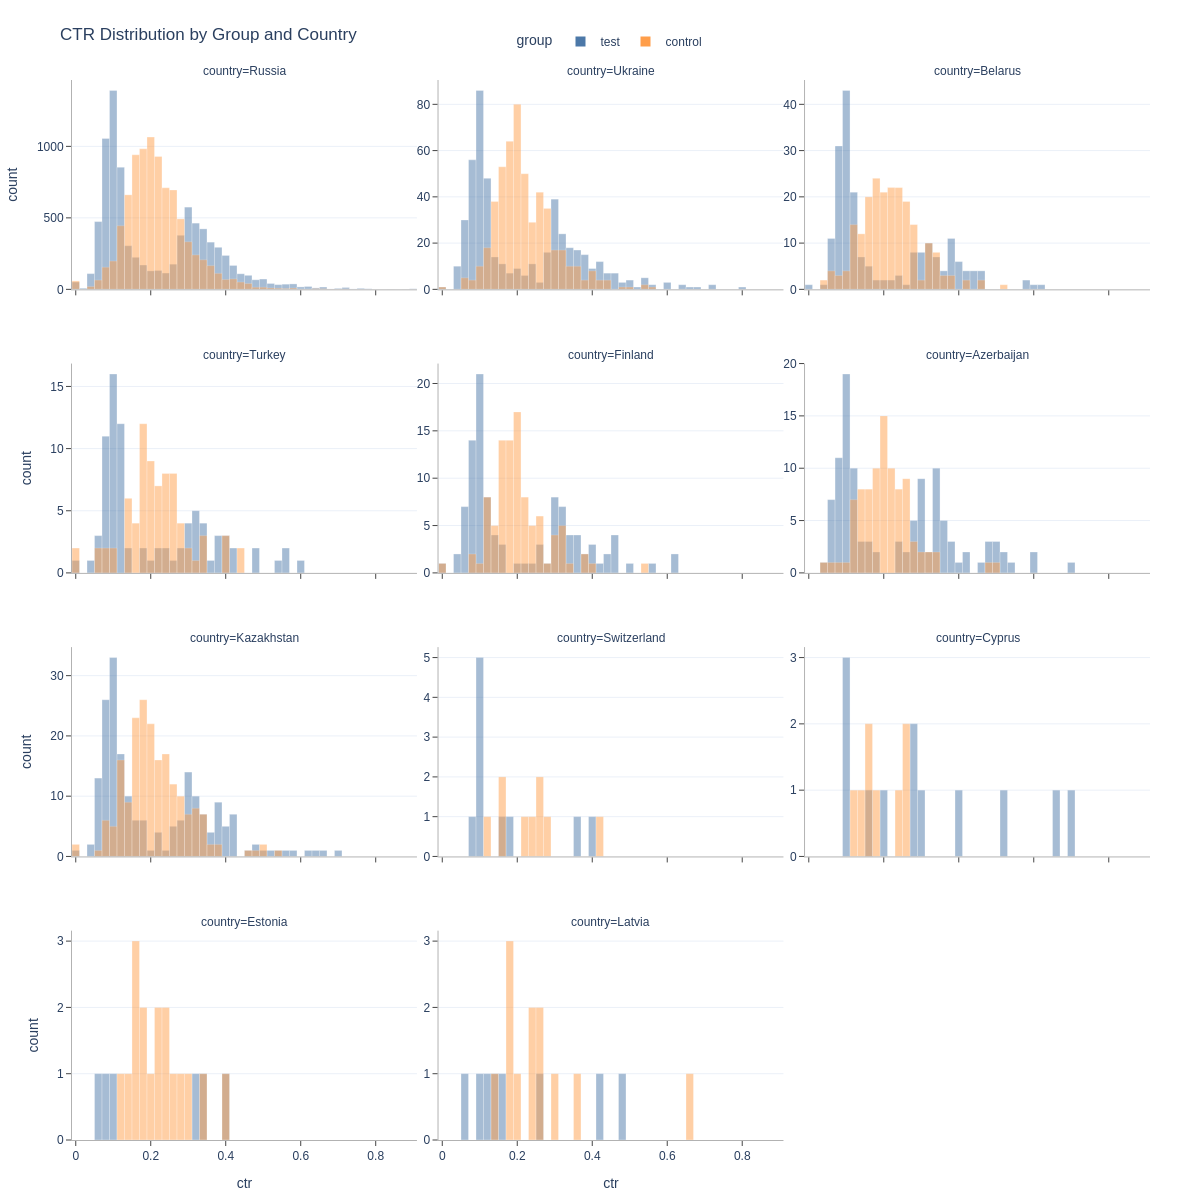 CTR Distribution by Group and Country
group test control
country=Russia country=Ukraine country=Belarus
count
0 500 1000
0 20 40 60 80
0 10 20 30 40
country=Turkey country=Finland country=Azerbaijan
count
0 5 10 15
0 5 10 15 20
0 5 10 15 20
country=Kazakhstan country=Switzerland country=Cyprus
count
0 10 20 30
0 1 2 3 4 5
0 1 2 3
country=Estonia country=Latvia
count
0 1 2 3
0 1 2 3
0 0.2 0.4 0.6 0.8 0 0.2 0.4 0.6 0.8
ctr ctr